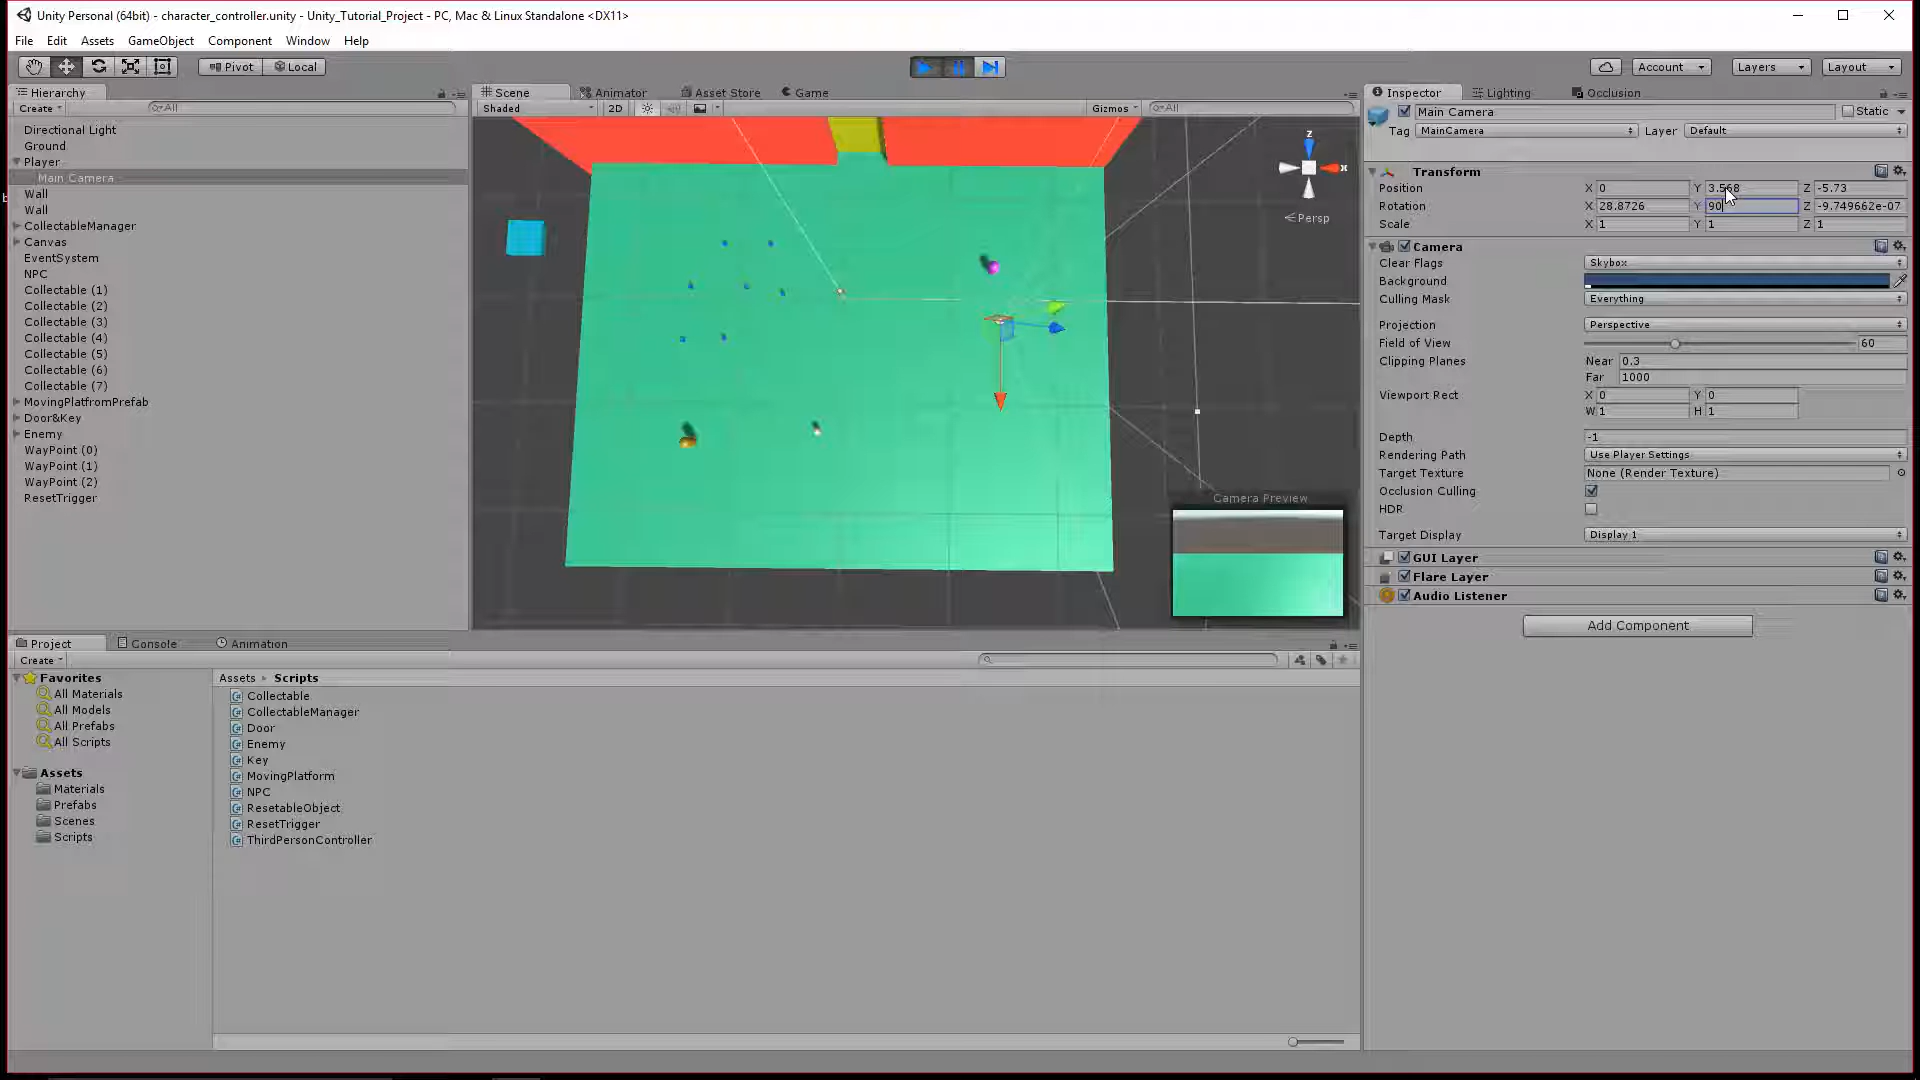 Unity Personal (64bit) - character_controller.unity - Unity_Tutorial_Project - PC, Mac & Linux Standalone <DX11>
File Edit Assets GameObject Component Window Help
Pivot Local Account Layers Layout
Hierarchy
Create All
Directional Light
Ground
Player
Main Camera
Wall
Wall
CollectableManager
Canvas
EventSystem
NPC
Collectable (1)
Collectable (2)
Collectable (3)
Collectable (4)
Collectable (5)
Collectable (6)
Collectable (7)
MovingPlatfromPrefab
Door&Key
Enemy
WayPoint (0)
WayPoint (1)
WayPoint (2)
ResetTrigger
Scene Animator Asset Store Game
Shaded 2D Gizmos All
z
x
Persp
Camera Preview
Inspector Lighting Occlusion
Main Camera Static
Tag MainCamera Layer Default
Transform
Position X 0 Y 3.568 Z -5.73
Rotation X 28.8726 Y 90 Z -9.749662e-07
Scale X 1 Y 1 Z 1
Camera
Clear Flags Skybox
Background
Culling Mask Everything
Projection Perspective
Field of View 60
Clipping Planes Near 0.3
Far 1000
Viewport Rect X 0 Y 0
W 1 H 1
Depth -1
Rendering Path Use Player Settings
Target Texture None (Render Texture)
Occlusion Culling
HDR
Target Display Display 1
GUI Layer
Flare Layer
Audio Listener
Add Component
Project Console Animation
Create
Favorites
All Materials
All Models
All Prefabs
All Scripts
Assets
Materials
Prefabs
Scenes
Scripts
Assets Scripts
Collectable
CollectableManager
Door
Enemy
Key
MovingPlatform
NPC
ResetableObject
ResetTrigger
ThirdPersonController